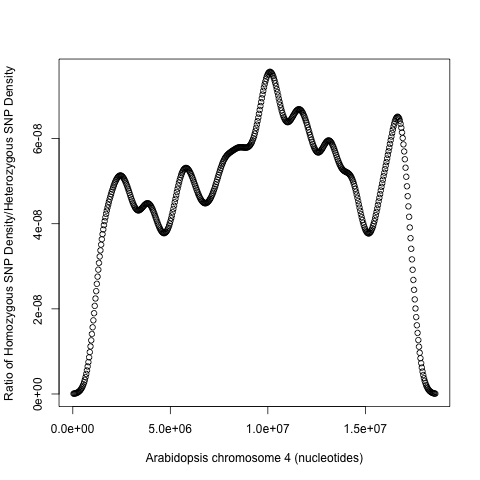 Ratio of Homozygous SNP Density/Heterozygous SNP Density
6e-08
4e-08
2e-08
0e+00
0.0e+00 5.0e+06 1.0e+07 1.5e+07
Arabidopsis chromosome 4 (nucleotides)